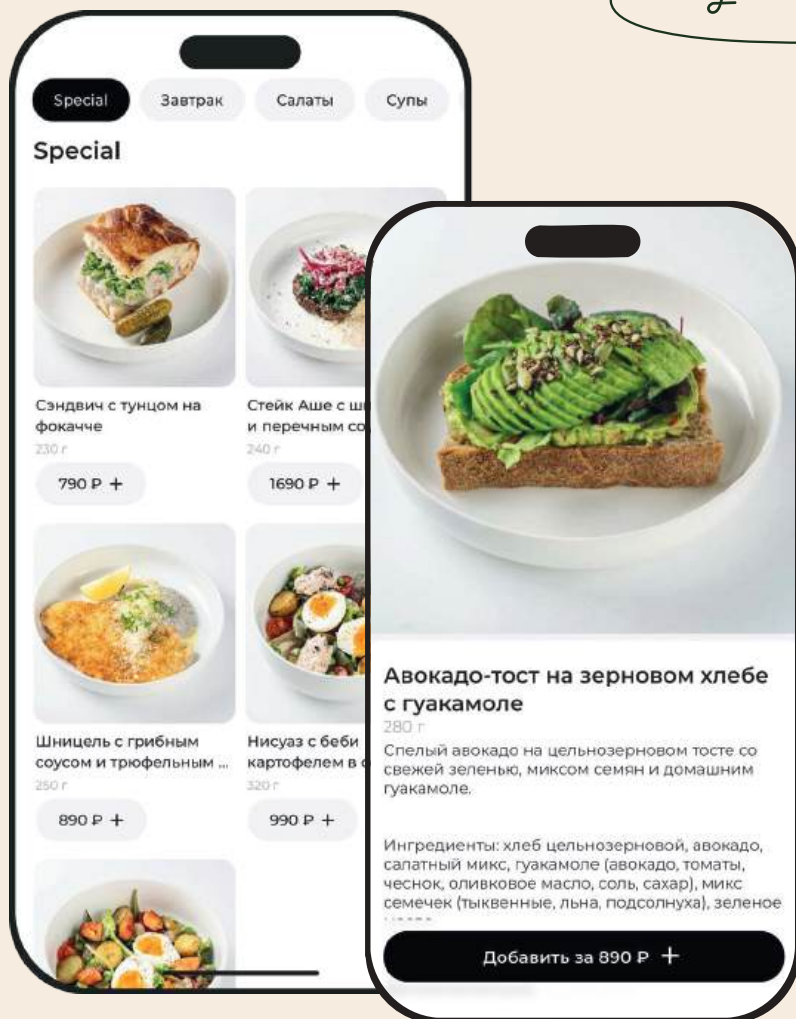 Special
Завтрак
Салаты
Супы
Special
Сэндвич с тунцом на
фокачче
230 г
790 ₽ +
Стейк Аше с
и перечным
240 г
1690 ₽ +
Шницель с грибным
соусом и трюфельным ...
250 г
890 ₽ +
Нисуаз с беби
картофелем в
320 г
990 ₽ +
Авокадо-тост на зерновом хлебе
с гуакамоле
280 г
Спелый авокадо на цельнозерновом тосте со
свежей зеленью, миксом семян и домашним
гуакамоле.
Ингредиенты: хлеб цельнозерновой, авокадо,
салатный микс, гуакамоле (авокадо, томаты,
чеснок, оливковое масло, соль, сахар), микс
семечек (тыквенные, льна, подсолнуха), зеленое
Добавить за 890 ₽ +